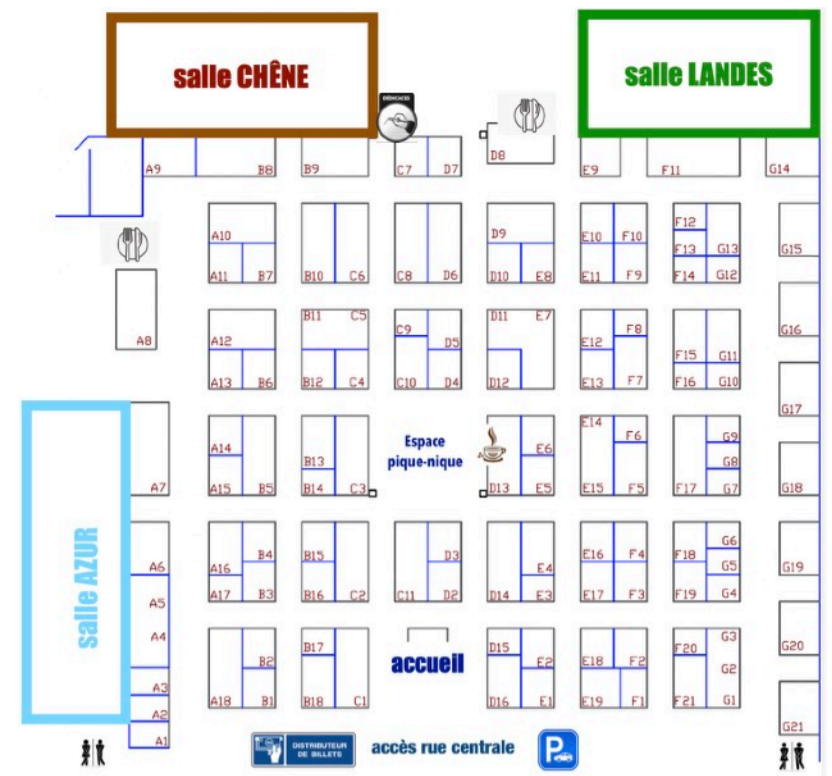 salle CHÊNE
salle LANDES
DÉDICACES
D8
A9 B8 B9 C7 D7 E9 F11 G14
A10 D9 E10 F10 F12
F13 G13 G15
A11 B7 B10 C6 C8 D6 D10 E8 E11 F9 F14 G12
B11 C5 D11 E7
C9 F8 G16
A8 A12 D5 E12
F15 G11
A13 B6 B12 C4 C10 D4 D12 E13 F7 F16 G10
G17
E14
Espace
pique-nique
F6 G9
A14 E6
B13 G8
A7 A15 B5 B14 C3 D13 E5 E15 F5 F17 G7 G18
salle AZUR
G6
A6 A16 B4 B15 D3 E4 E16 F4 F18 G5 G19
A17 B3 B16 C2 C11 D2 D14 E3 E17 F3 F19 G4
A5
A4
B17 D15 F20 G3 G20
accueil
B2 E2 E18 F2 G2
A3
A18 B1 B18 C1 D16 E1 E19 F1 F21 G1
A2
G21
A1
DISTRIBUTEUR
DE BILLETS
accès rue centrale
P